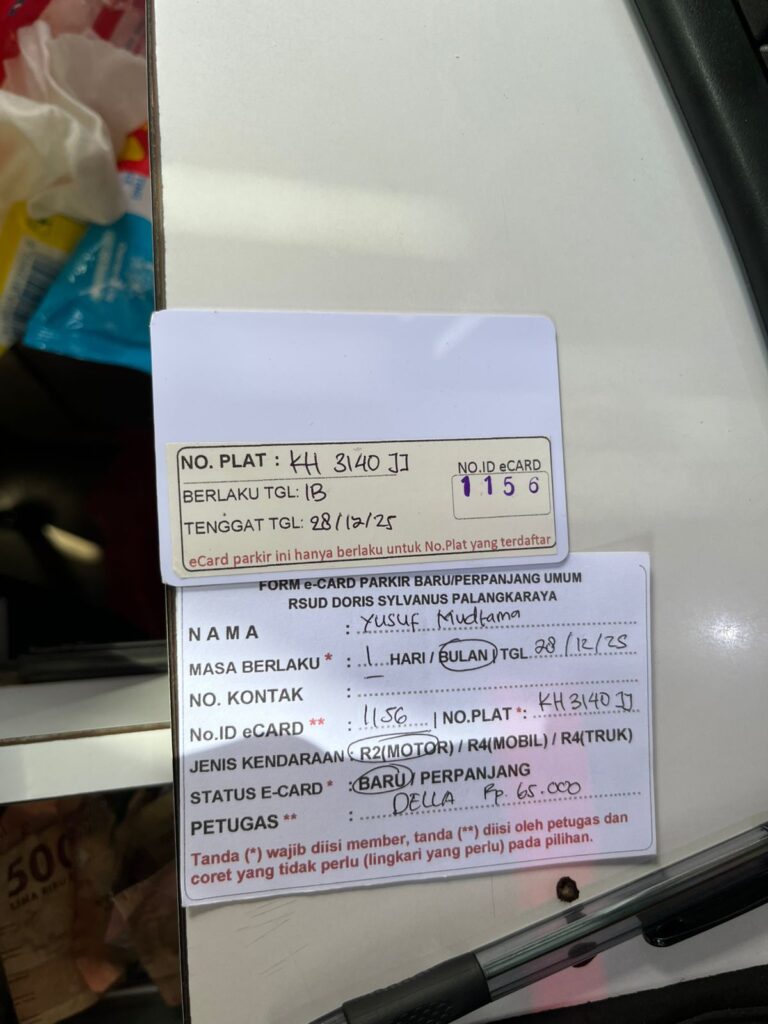 NO. PLAT : KH 3140 JJ
NO.ID eCARD
1156
BERLAKU TGL: 1B
TENGGAT TGL: 28/12/25
eCard parkir ini hanya berlaku untuk No.Plat yang terdaftar
FORM e-CARD PARKIR BARU/PERPANJANG UMUM
RSUD DORIS SYLVANUS PALANGKARAYA
NAMA : Yusuf Mudtama
MASA BERLAKU * : 1 HARI / BULAN | TGL 28/12/25
NO. KONTAK :
No.ID eCARD ** : 1156 | NO.PLAT *: KH 3140 JJ
JENIS KENDARAAN : R2(MOTOR) / R4(MOBIL) / R4(TRUK)
STATUS E-CARD * : BARU / PERPANJANG
PETUGAS ** : DELLA Rp. 65.000
Tanda (*) wajib diisi member, tanda (**) diisi oleh petugas dan
coret yang tidak perlu (lingkari yang perlu) pada pilihan.
500